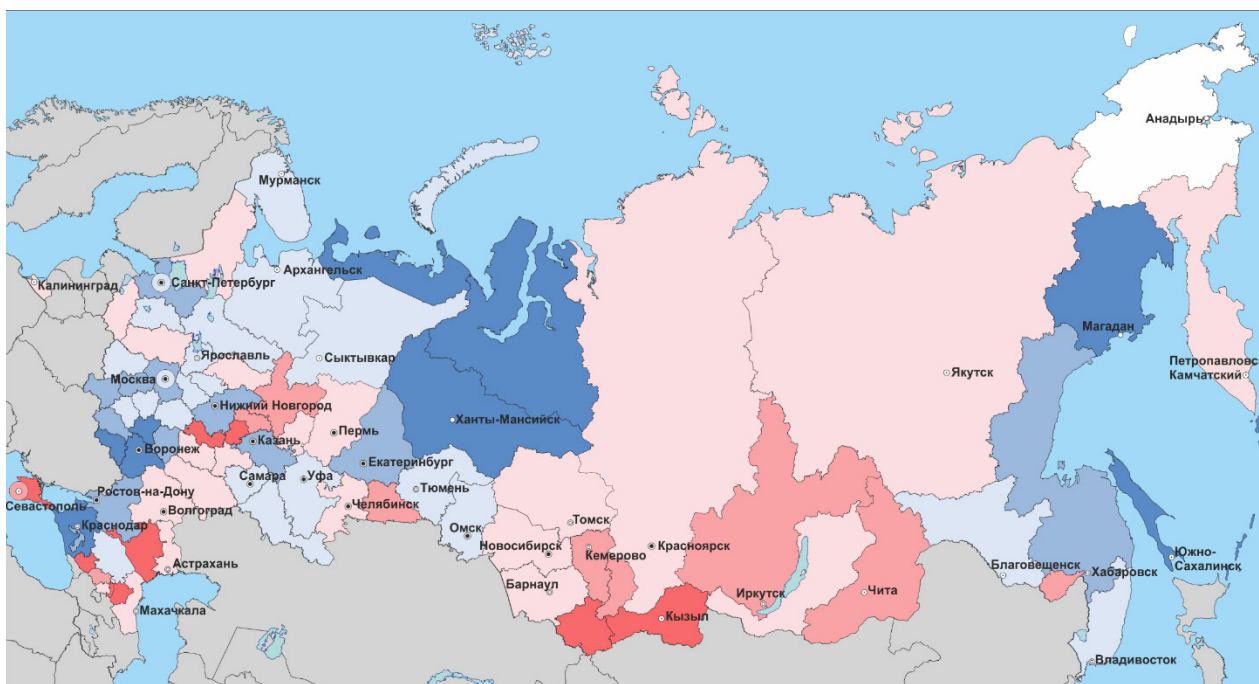 Анадырь
Мурманск
Архангельск
Калининград
Санкт-Петербург
Ярославль
Сыктывкар
Магадан
Петропавловск
Камчатский
Якутск
Москва
Нижний Новгород
Ханты-Мансийск
Пермь
Воронеж
Казань
Екатеринбург
Самара
Уфа
Тюмень
Ростов-на-Дону
Севастополь
Волгоград
Челябинск
Краснодар
Омск
Томск
Новосибирск
Кемерово
Красноярск
Астрахань
Барнаул
Иркутск
Чита
Благовещенск
Хабаровск
Южно-
Сахалинск
Махачкала
Кызыл
Владивосток